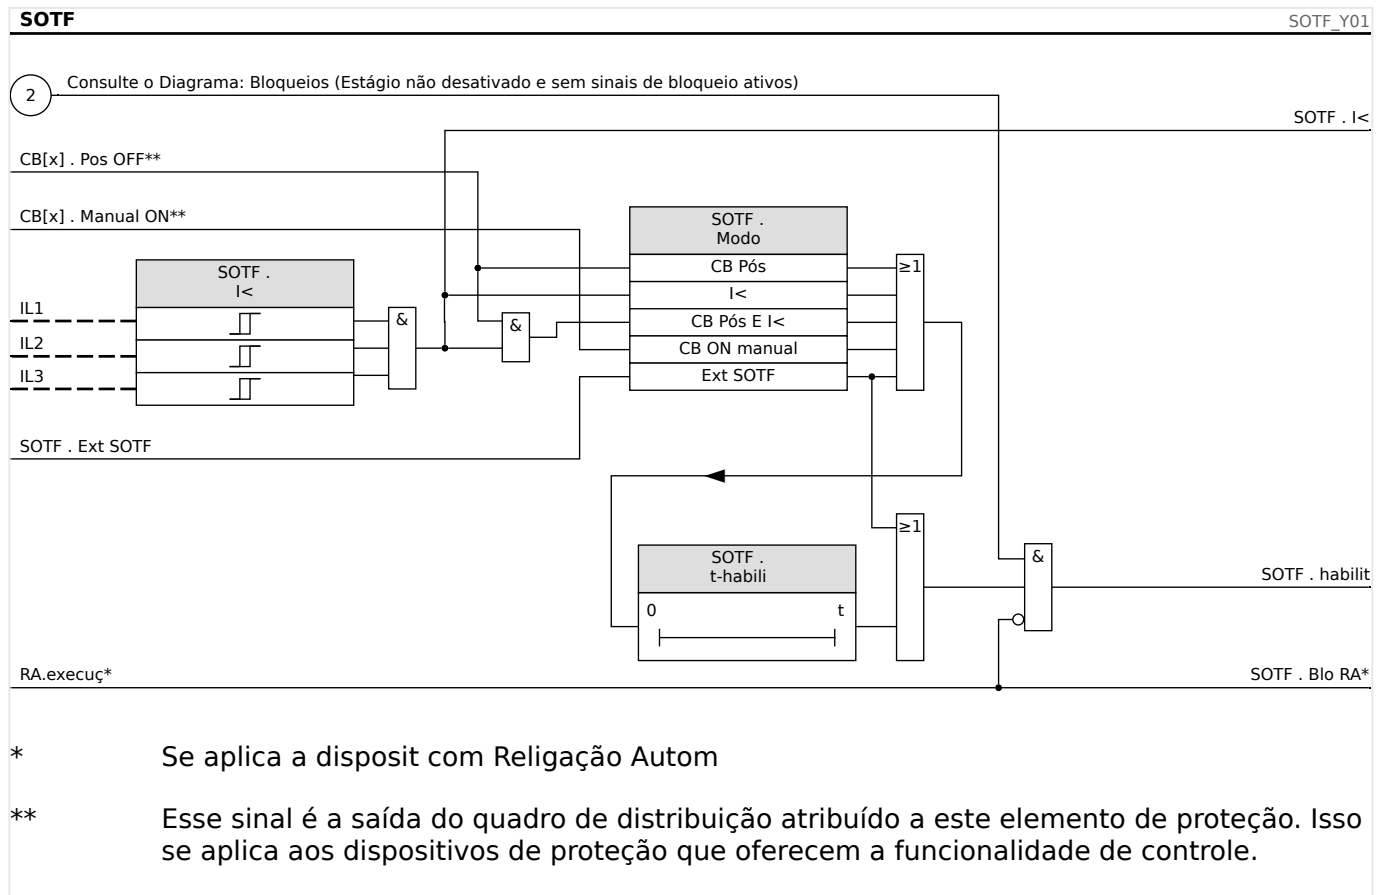 SOTF
SOTF_Y01
2
Consulte o Diagrama: Bloqueios (Estágio não desativado e sem sinais de bloqueio ativos)
SOTF . I<
CB[x] . Pos OFF**
CB[x] . Manual ON**
SOTF .
Modo
CB Pós
I<
CB Pós E I<
CB ON manual
Ext SOTF
≥1
SOTF .
I<
IL1
IL2
IL3
&
&
SOTF . Ext SOTF
≥1
SOTF .
t-habili
0
t
&
SOTF . habilit
RA.execuç*
SOTF . Blo RA*
* Se aplica a disposit com Religação Autom
** Esse sinal é a saída do quadro de distribuição atribuído a este elemento de proteção. Isso
se aplica aos dispositivos de proteção que oferecem a funcionalidade de controle.